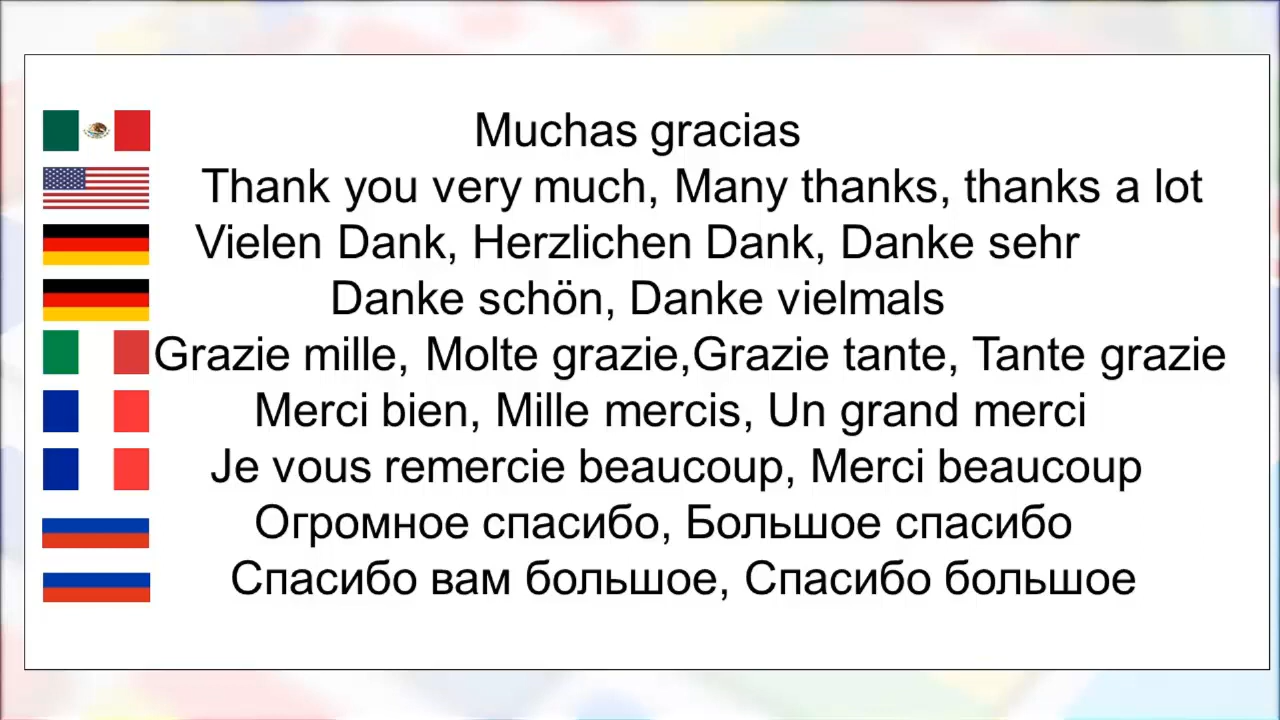 Muchas gracias
Thank you very much, Many thanks, thanks a lot
Vielen Dank, Herzlichen Dank, Danke sehr
Danke schön, Danke vielmals
Grazie mille, Molte grazie,Grazie tante, Tante grazie
Merci bien, Mille mercis, Un grand merci
Je vous remercie beaucoup, Merci beaucoup
Огромное спасибо, Большое спасибо
Спасибо вам большое, Спасибо большое